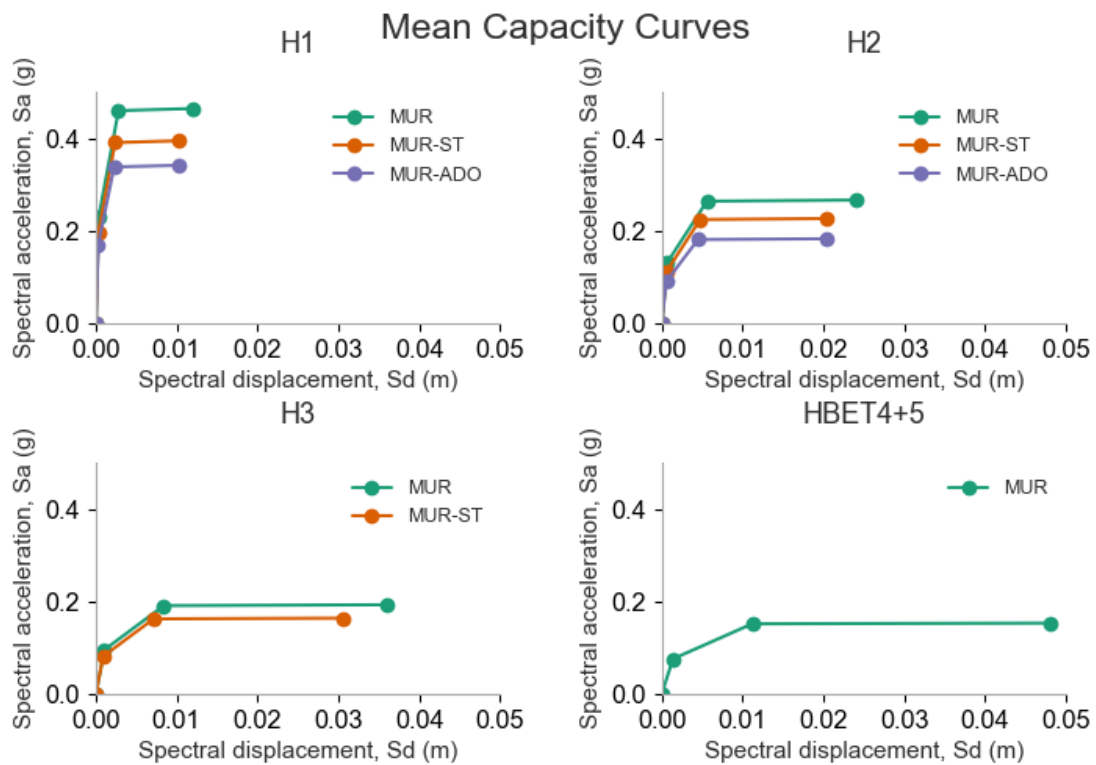 Mean Capacity Curves
H1
Spectral acceleration, Sa (g)
0.4
0.2
0.0
MUR
MUR-ST
MUR-ADO
0.00 0.01 0.02 0.03 0.04 0.05
Spectral displacement, Sd (m)
H2
Spectral acceleration, Sa (g)
0.4
0.2
0.0
MUR
MUR-ST
MUR-ADO
0.00 0.01 0.02 0.03 0.04 0.05
Spectral displacement, Sd (m)
H3
Spectral acceleration, Sa (g)
0.4
0.2
0.0
MUR
MUR-ST
0.00 0.01 0.02 0.03 0.04 0.05
Spectral displacement, Sd (m)
HBET4+5
Spectral acceleration, Sa (g)
0.4
0.2
0.0
MUR
0.00 0.01 0.02 0.03 0.04 0.05
Spectral displacement, Sd (m)